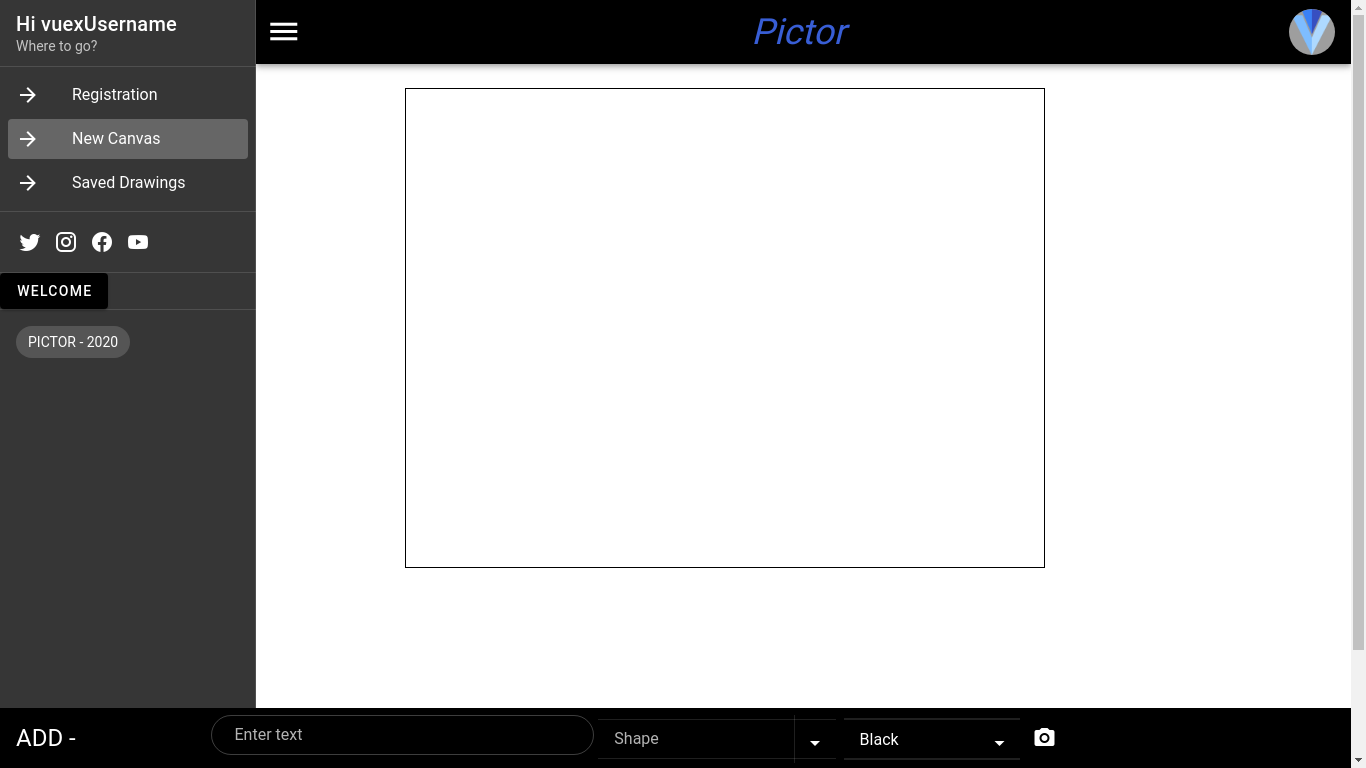 Hi vuexUsername
Where to go?
Registration
New Canvas
Saved Drawings
WELCOME
PICTOR - 2020
Pictor
ADD -
Enter text
Shape
Black